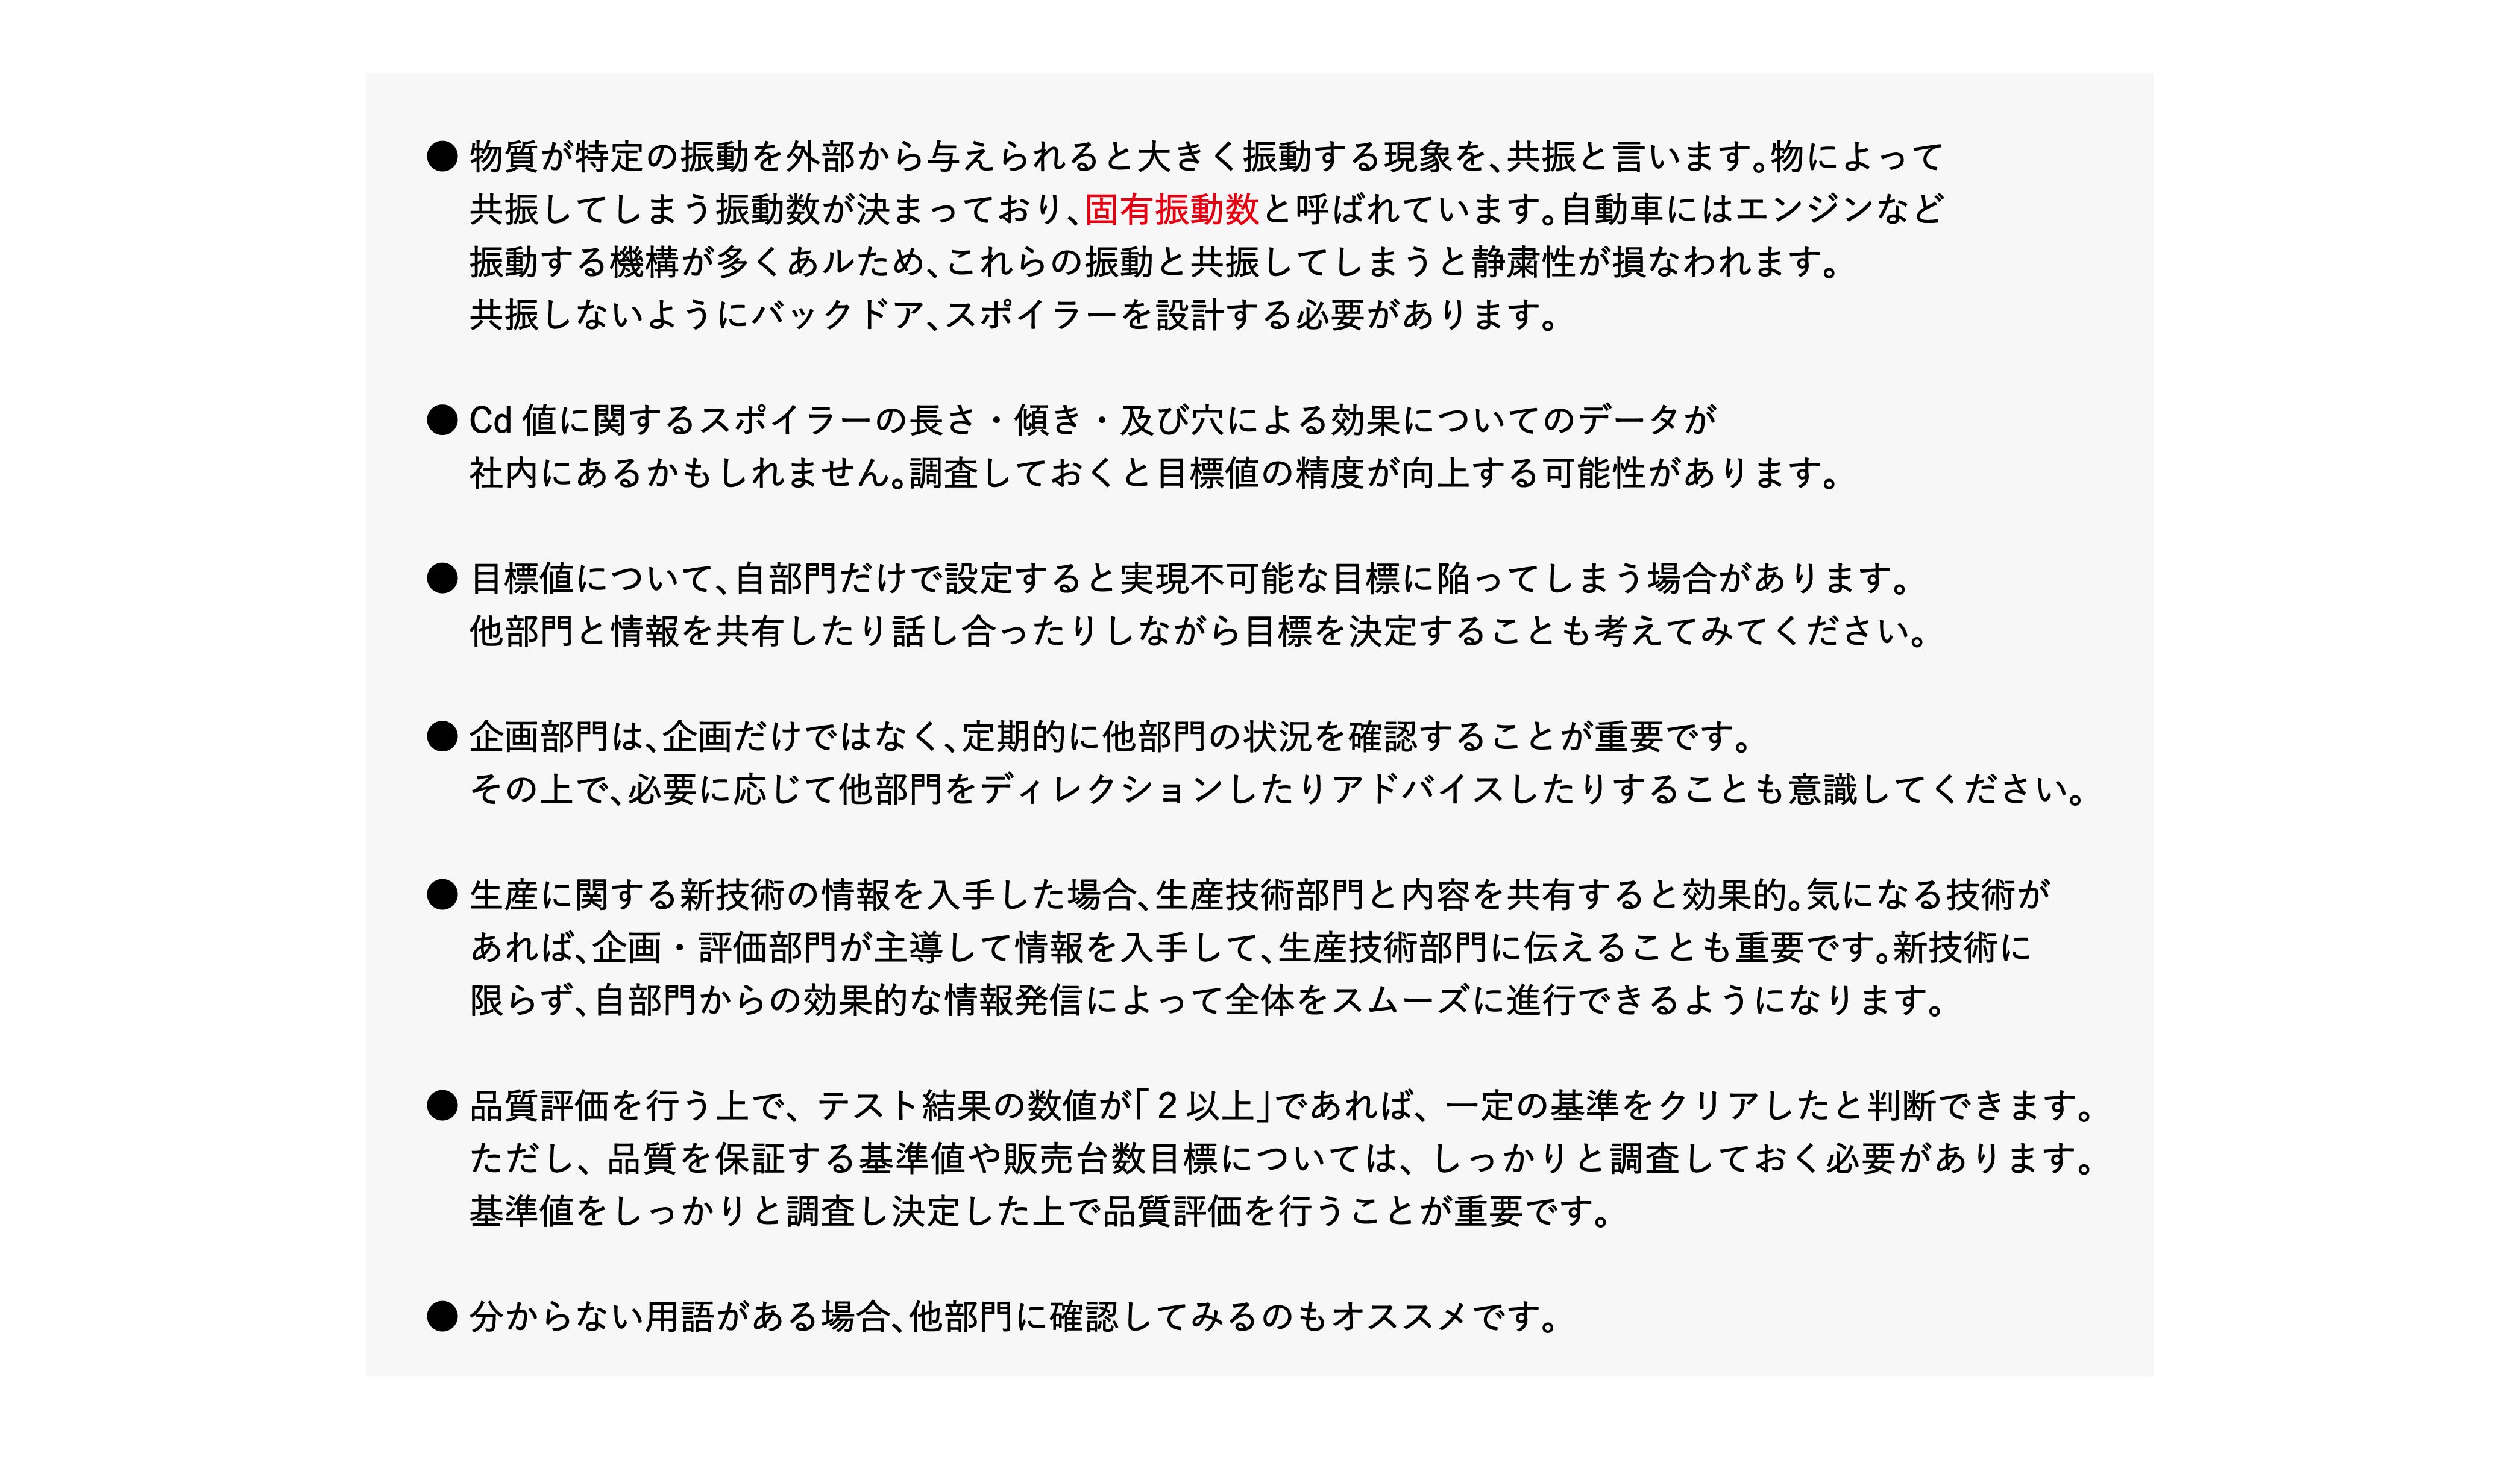 ● 物質が特定の振動を外部から与えられると大きく振動する現象を、共振と言います。物によって
共振してしまう振動数が決まっており、固有振動数と呼ばれています。自動車にはエンジンなど
振動する機構が多くあルため、これらの振動と共振してしまうと静粛性が損なわれます。
共振しないようにバックドア、スポイラーを設計する必要があります。
● Cd 値に関するスポイラーの長さ・傾き・及び穴による効果についてのデータが
社内にあるかもしれません。調査しておくと目標値の精度が向上する可能性があります。
● 目標値について、自部門だけで設定すると実現不可能な目標に陥ってしまう場合があります。
他部門と情報を共有したり話し合ったりしながら目標を決定することも考えてみてください。
● 企画部門は、企画だけではなく、定期的に他部門の状況を確認することが重要です。
その上で、必要に応じて他部門をディレクションしたりアドバイスしたりすることも意識してください。
● 生産に関する新技術の情報を入手した場合、生産技術部門と内容を共有すると効果的。気になる技術が
あれば、企画・評価部門が主導して情報を入手して、生産技術部門に伝えることも重要です。新技術に
限らず、自部門からの効果的な情報発信によって全体をスムーズに進行できるようになります。
● 品質評価を行う上で、テスト結果の数値が「２以上」であれば、一定の基準をクリアしたと判断できます。
ただし、品質を保証する基準値や販売台数目標については、しっかりと調査しておく必要があります。
基準値をしっかりと調査し決定した上で品質評価を行うことが重要です。
● 分からない用語がある場合、他部門に確認してみるのもオススメです。